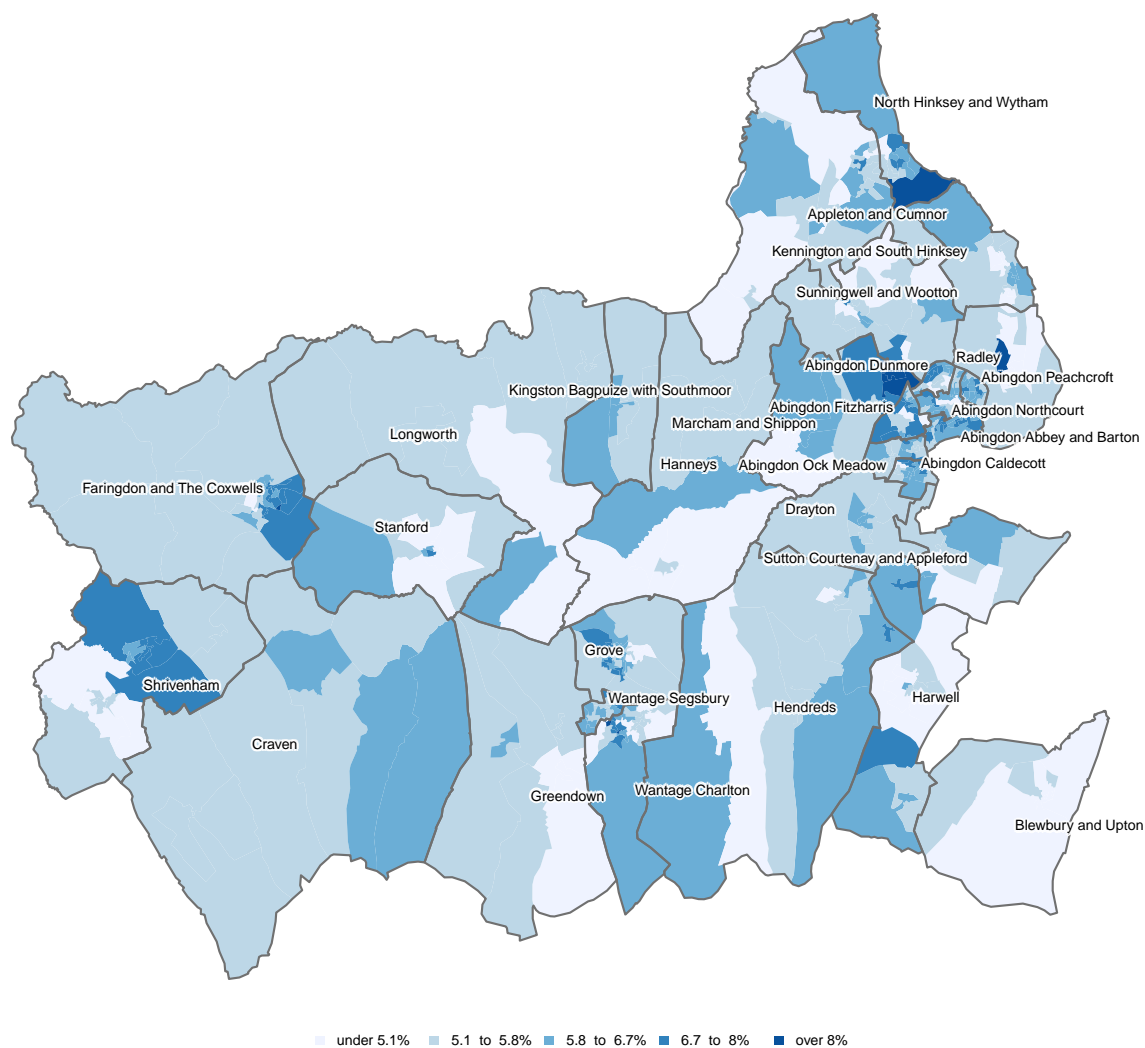 North Hinksey and Wytham
Appleton and Cumnor
Kennington and South Hinksey
Sunningwell and Wootton
Radley
Abingdon Dunmore
Abingdon Peachcroft
Kingston Bagpuize with Southmoor
Abingdon Fitzharris
Abingdon Northcourt
Marcham and Shippon
Longworth
Abingdon Abbey and Barton
Hanneys
Abingdon Ock Meadow
Abingdon Caldecott
Faringdon and The Coxwells
Drayton
Stanford
Sutton Courtenay and Appleford
Grove
Shrivenham
Wantage Segsbury
Harwell
Hendreds
Craven
Wantage Charlton
Greendown
Blewbury and Upton
under 5.1% 5.1 to 5.8% 5.8 to 6.7% 6.7 to 8% over 8%